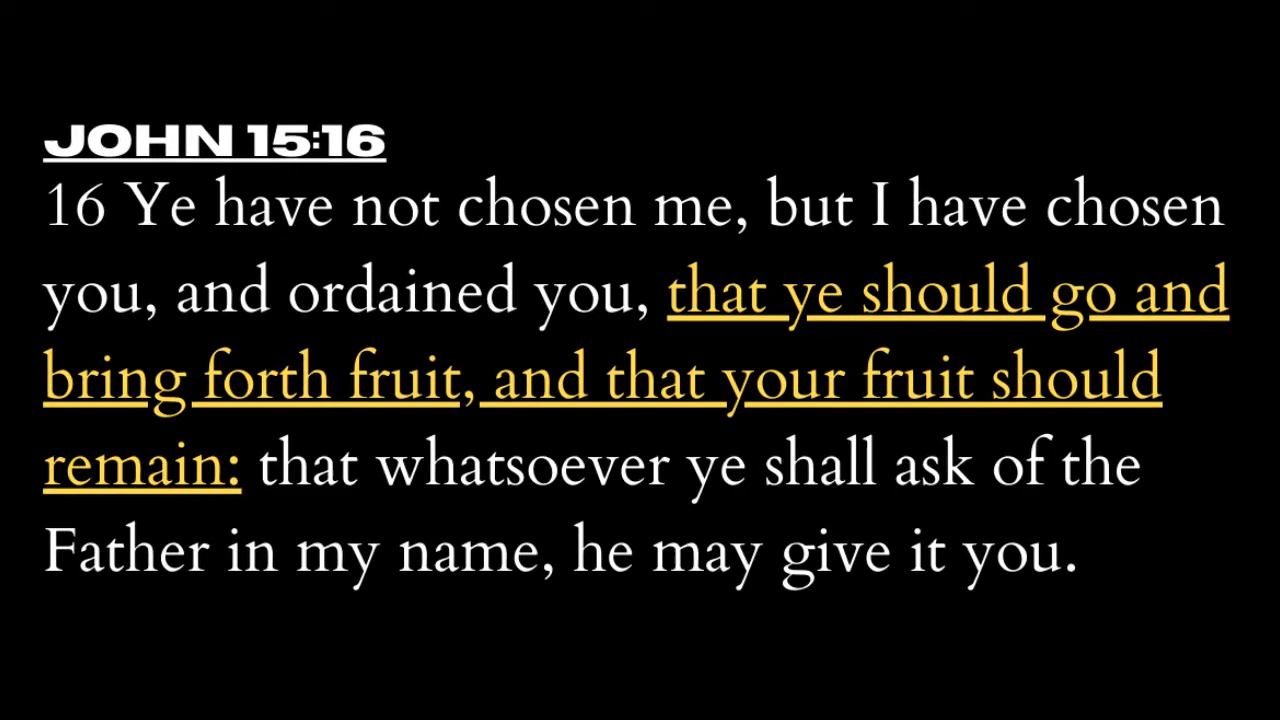 JOHN 15:16
16 Ye have not chosen me, but I have chosen
you, and ordained you, that ye should go and
bring forth fruit, and that your fruit should
remain: that whatsoever ye shall ask of the
Father in my name, he may give it you.